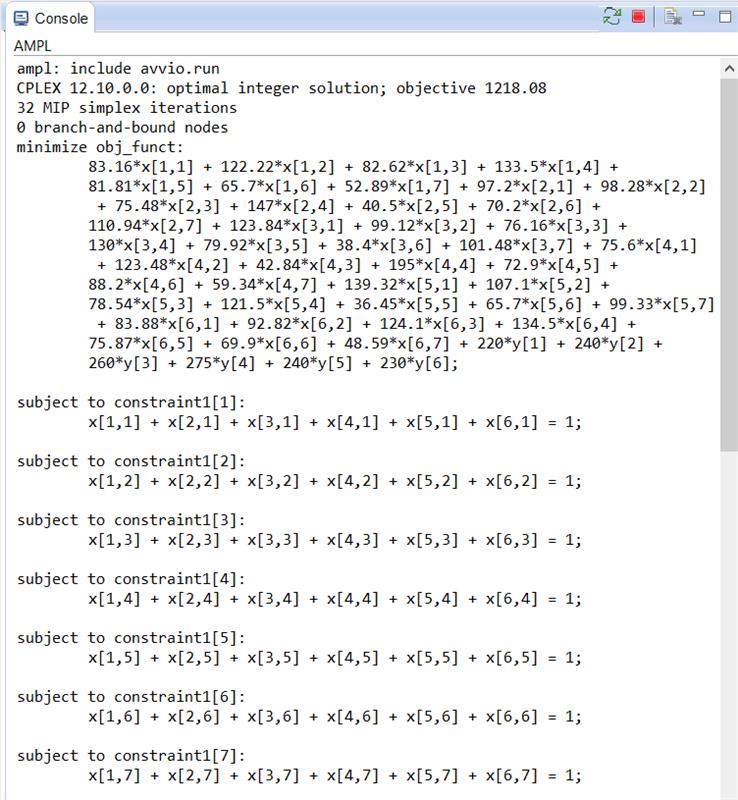 Console
AMPL
ampl: include avvio.run
CPLEX 12.10.0.0: optimal integer solution; objective 1218.08
32 MIP simplex iterations
0 branch-and-bound nodes
minimize obj_funct:
83.16*x[1,1] + 122.22*x[1,2] + 82.62*x[1,3] + 133.5*x[1,4] +
81.81*x[1,5] + 65.7*x[1,6] + 52.89*x[1,7] + 97.2*x[2,1] + 98.28*x[2,2]
+ 75.48*x[2,3] + 147*x[2,4] + 40.5*x[2,5] + 70.2*x[2,6] +
110.94*x[2,7] + 123.84*x[3,1] + 99.12*x[3,2] + 76.16*x[3,3] +
130*x[3,4] + 79.92*x[3,5] + 38.4*x[3,6] + 101.48*x[3,7] + 75.6*x[4,1]
+ 123.48*x[4,2] + 42.84*x[4,3] + 195*x[4,4] + 72.9*x[4,5] +
88.2*x[4,6] + 59.34*x[4,7] + 139.32*x[5,1] + 107.1*x[5,2] +
78.54*x[5,3] + 121.5*x[5,4] + 36.45*x[5,5] + 65.7*x[5,6] + 99.33*x[5,7]
+ 83.88*x[6,1] + 92.82*x[6,2] + 124.1*x[6,3] + 134.5*x[6,4] +
75.87*x[6,5] + 69.9*x[6,6] + 48.59*x[6,7] + 220*y[1] + 240*y[2] +
260*y[3] + 275*y[4] + 240*y[5] + 230*y[6];
subject to constraint1[1]:
x[1,1] + x[2,1] + x[3,1] + x[4,1] + x[5,1] + x[6,1] = 1;
subject to constraint1[2]:
x[1,2] + x[2,2] + x[3,2] + x[4,2] + x[5,2] + x[6,2] = 1;
subject to constraint1[3]:
x[1,3] + x[2,3] + x[3,3] + x[4,3] + x[5,3] + x[6,3] = 1;
subject to constraint1[4]:
x[1,4] + x[2,4] + x[3,4] + x[4,4] + x[5,4] + x[6,4] = 1;
subject to constraint1[5]:
x[1,5] + x[2,5] + x[3,5] + x[4,5] + x[5,5] + x[6,5] = 1;
subject to constraint1[6]:
x[1,6] + x[2,6] + x[3,6] + x[4,6] + x[5,6] + x[6,6] = 1;
subject to constraint1[7]:
x[1,7] + x[2,7] + x[3,7] + x[4,7] + x[5,7] + x[6,7] = 1;